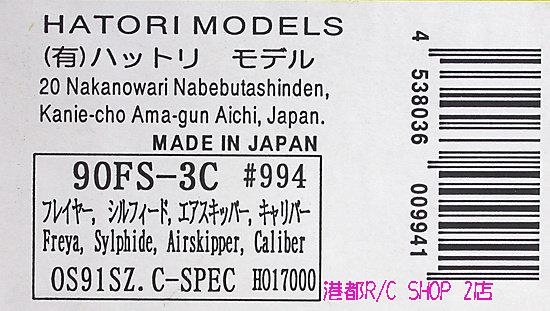 HATORI MODELS
(有)ハットリ モデル
20 Nakanowari Nabebutashinden,
Kanie-cho Ama-gun Aichi, Japan.
MADE IN JAPAN
90FS-3C #994
フレイヤー, シルフィード, エアスキッパー, キャリバー
Freya, Sylphide, Airskipper, Caliber
OS91SZ. C-SPEC H017000
4 538036 009941
港都R/C SHOP 2店